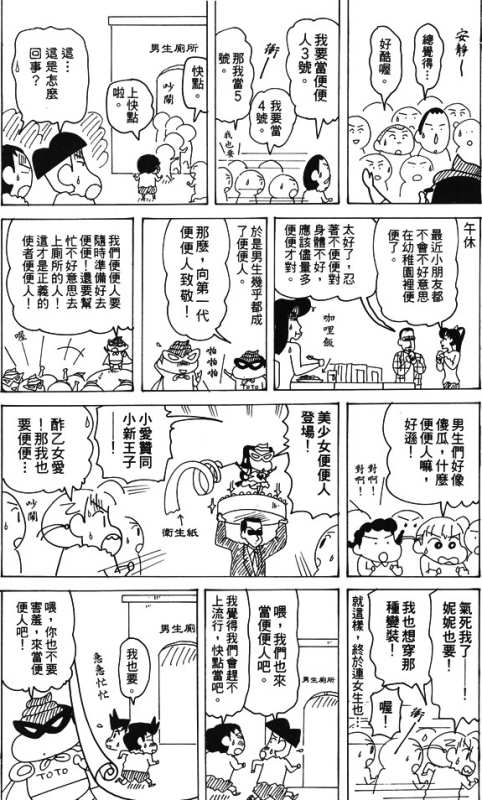 安靜~
總覺得…
好酷喔。
我要當便便
人3號。
衝
我要當
4號。
那我當5
號。
我也要
男生廁所
快點。
吵鬧
上快點
啦。
這…
這是怎麼
回事?
午休
最近小朋友都
不會不好意思
在幼稚園裡便
便了。
太好了,忍
著不便便對
身體不好,
應該儘量多
便便才對。
咖哩飯
於是男生幾乎都成
了便便人。
那麼,向第一代
便便人致敬!
啪啪啪
TOTO
我們便便人要
隨時準備好去
便便!還要幫
忙不好意思去
上廁所的人!
這才是正義的
使者便便人!
喔
男生們好像
傻瓜,什麼
便便人嘛,
好遜!
對啊!
對啊!
美少女便便人
登場!
衛生紙
小愛贊同
小新王子
——!
酢乙女愛
!那我也
要便便…
吵鬧
氣死我了——!
妮妮也要!
我也想穿那
種變裝!
喔!
衝
就這樣,終於連女生也…
男生廁所
喂,我們也來
當便便人吧。
我覺得我們會趕不
上流行,快點當吧。
男生廁
我也要。
急急忙忙
喂,你也不要
害羞,來當便
便人吧!
TOTO